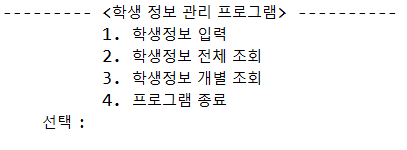 --------- <학생 정보 관리 프로그램> ----------
1. 학생정보 입력
2. 학생정보 전체 조회
3. 학생정보 개별 조회
4. 프로그램 종료
선택 :